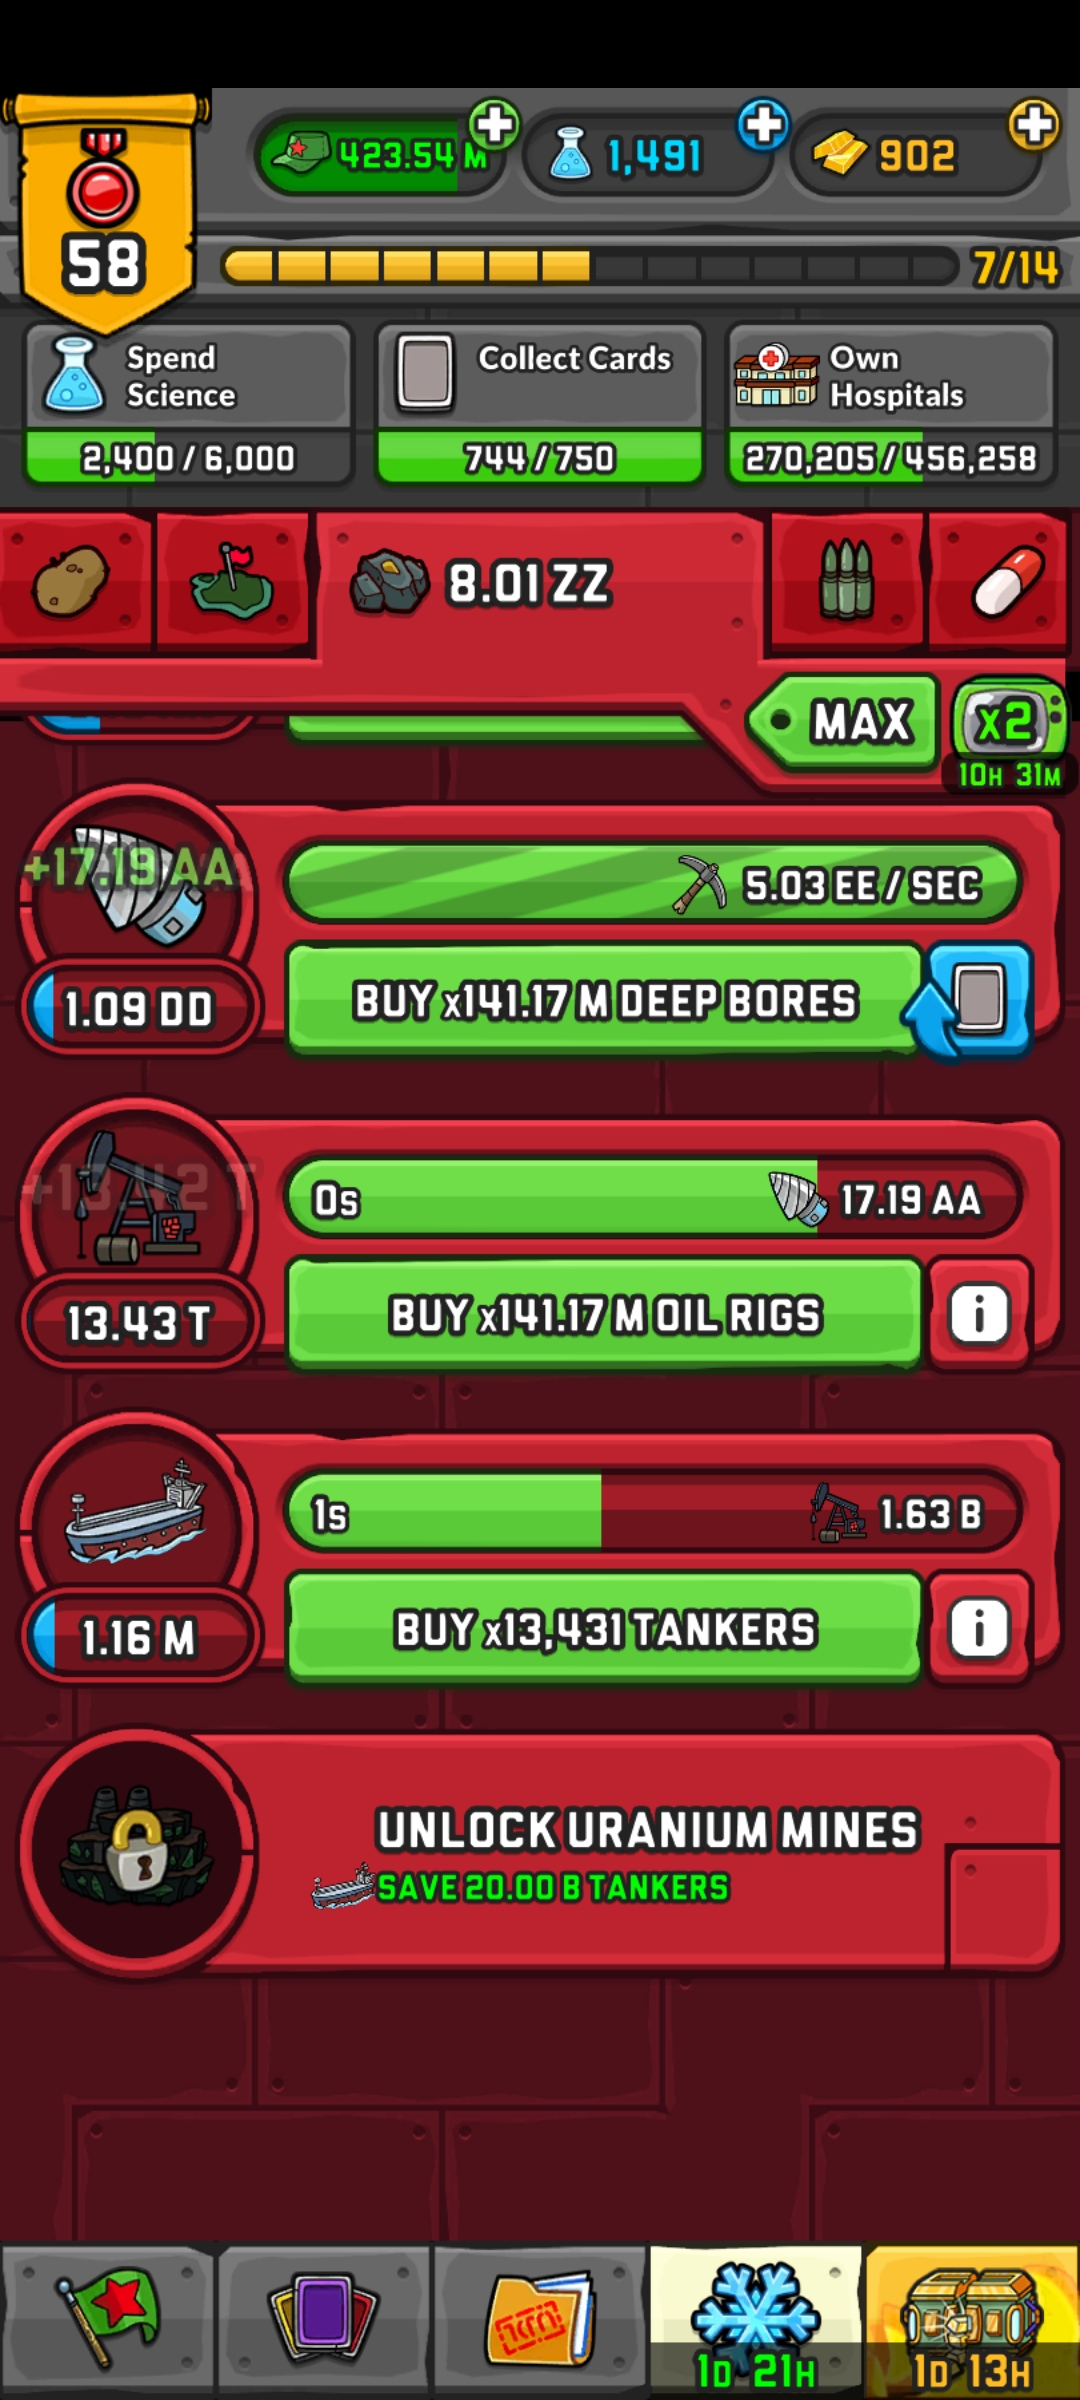 423.54 M
1,491
902
58
7/14
Spend
Science
2,400 / 6,000
Collect Cards
744 / 750
Own
Hospitals
270,205 / 456,258
8.01 ZZ
MAX
X2
10H 31M
+17.19 AA
5.03 EE / SEC
1.09 DD
BUY x141.17 M DEEP BORES
+13.42 T
0s
17.19 AA
13.43 T
BUY x141.17 M OIL RIGS
i
1s
1.63 B
1.16 M
BUY x13,431 TANKERS
i
UNLOCK URANIUM MINES
SAVE 20.00 B TANKERS
1D 21H
1D 13H